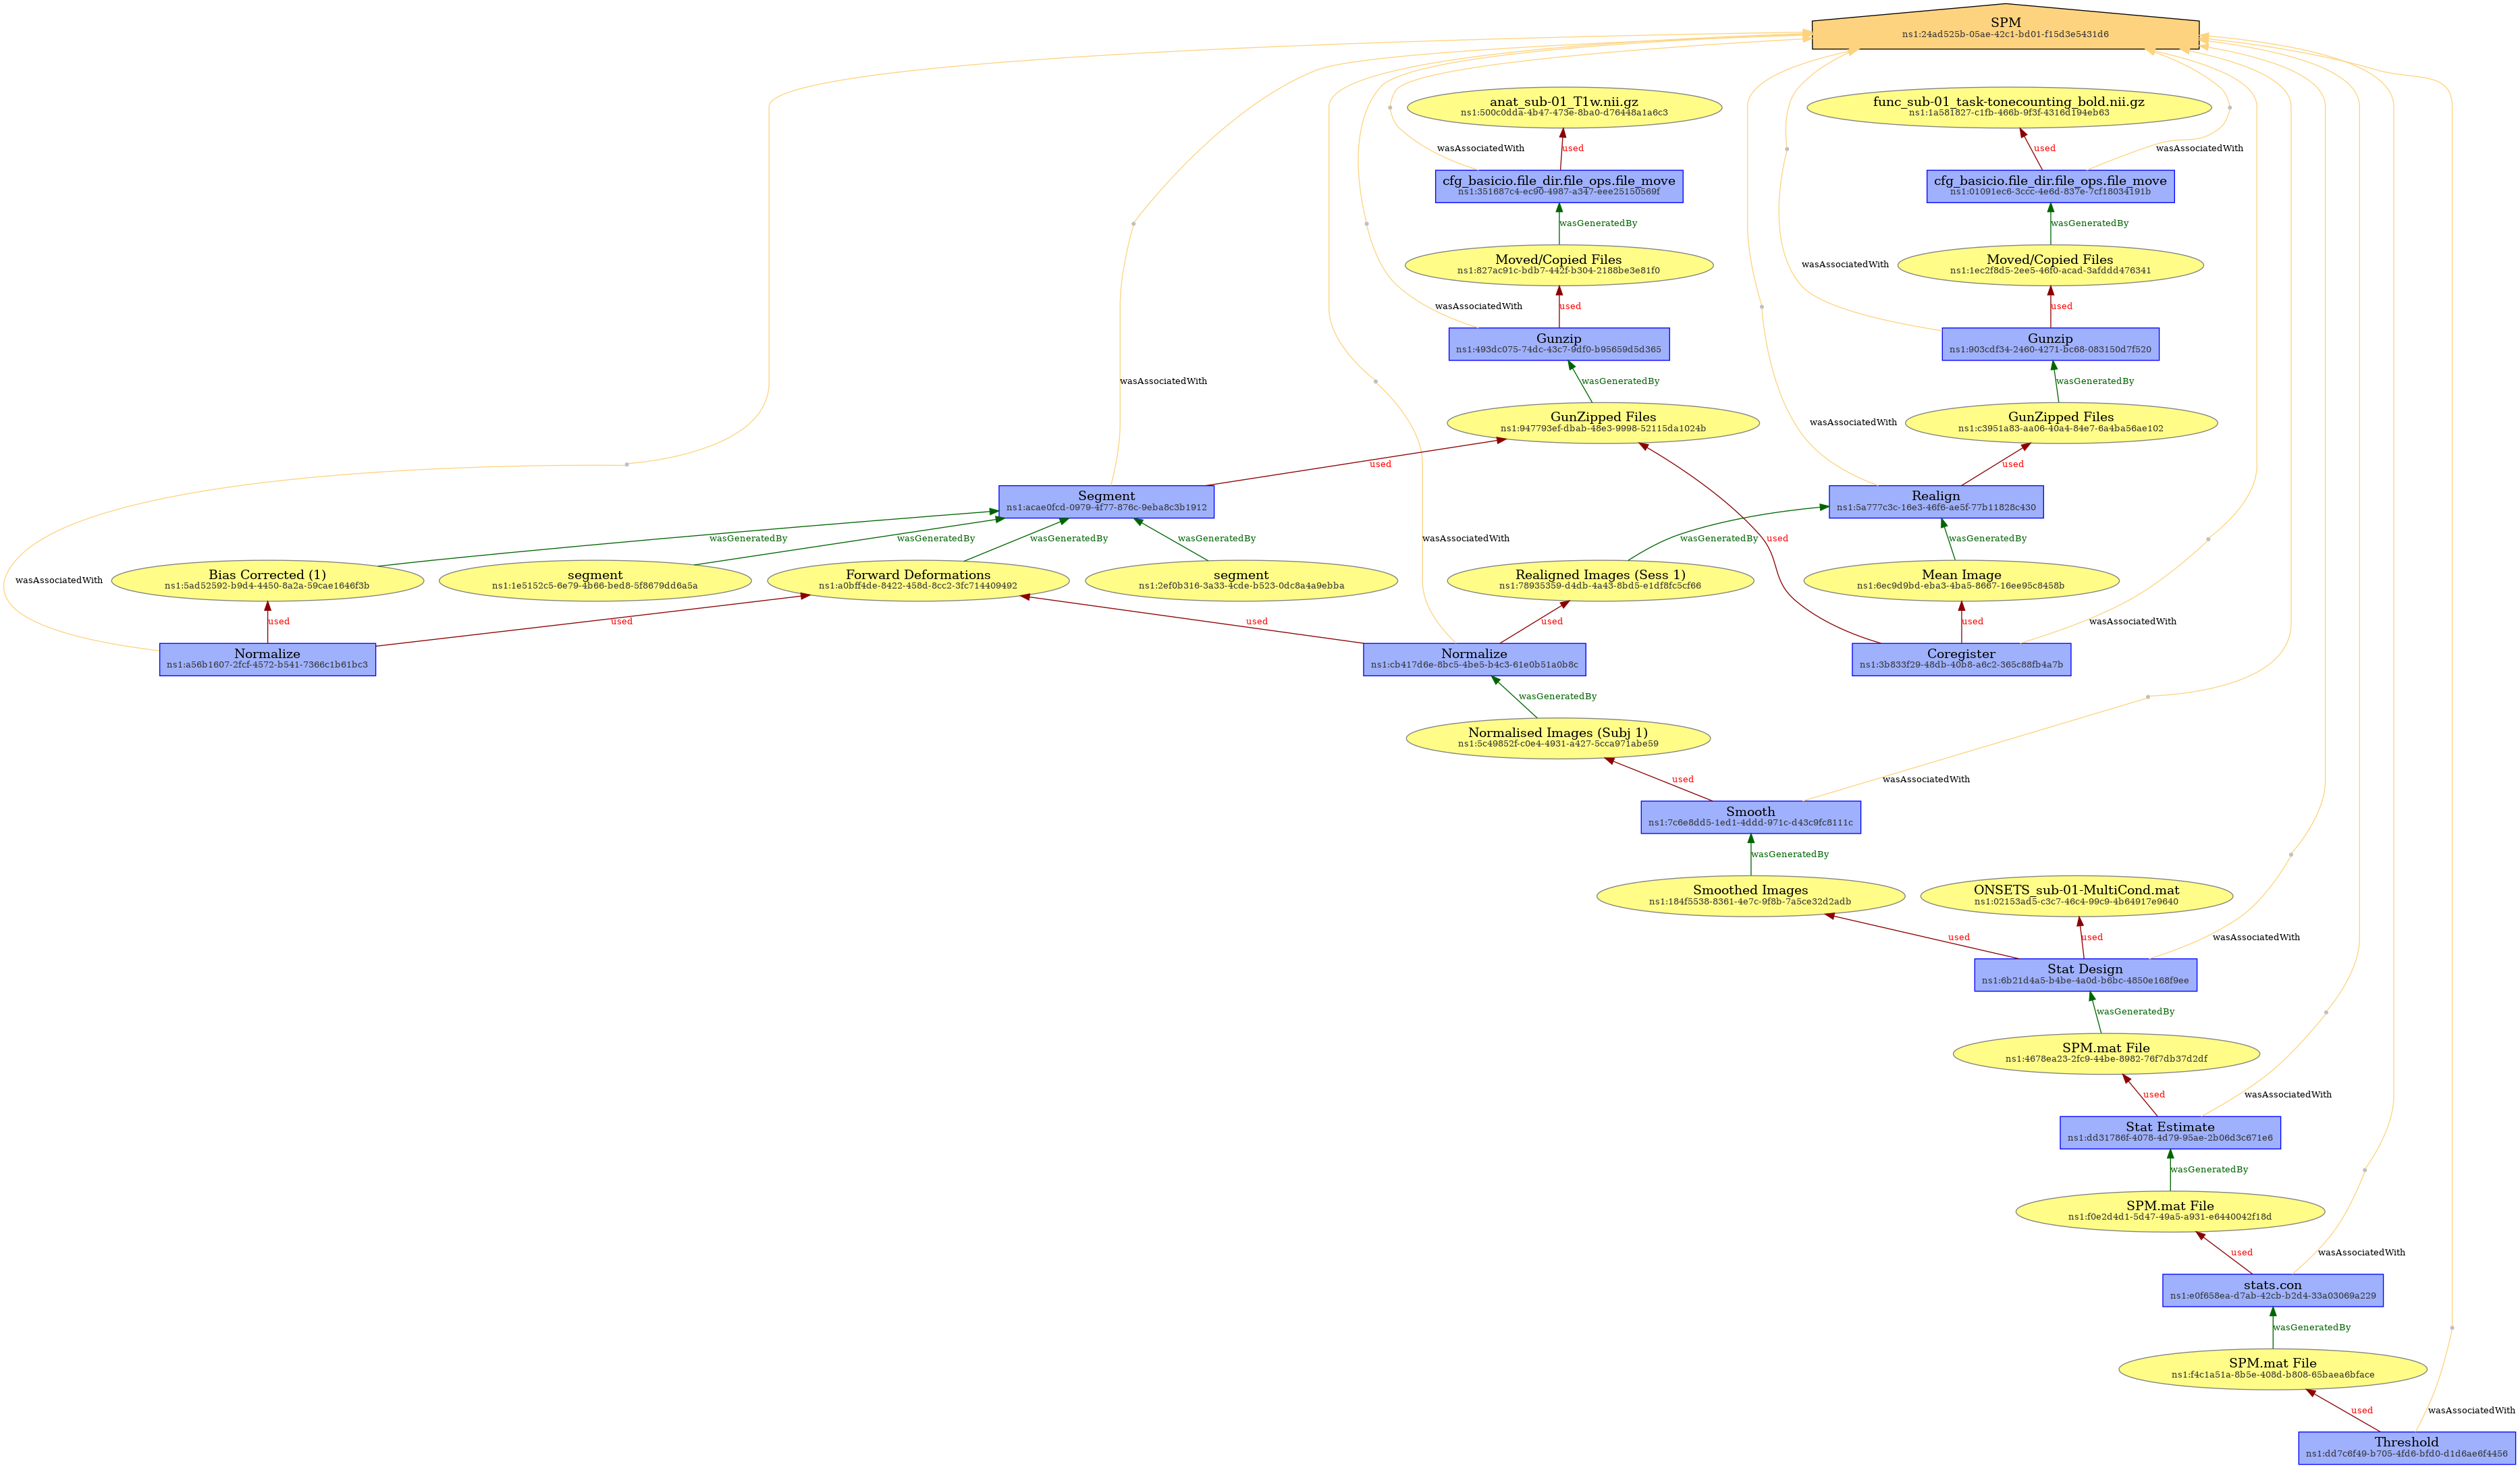 SPM
ns1:24ad525b-05ae-42c1-bd01-f15d3e5431d6
anat_sub-01_T1w.nii.gz
ns1:500c0dda-4b47-473e-8ba0-d76448a1a6c3
func_sub-01_task-tonecounting_bold.nii.gz
ns1:1a581827-c1fb-466b-9f3f-4316d194eb63
wasAssociatedWith
used
used
wasAssociatedWith
cfg_basicio.file_dir.file_ops.file_move
ns1:351687c4-ec90-4987-a347-eee25150569f
cfg_basicio.file_dir.file_ops.file_move
ns1:01091ec6-3ccc-4e6d-837e-7cf18034191b
wasGeneratedBy
wasGeneratedBy
Moved/Copied Files
ns1:827ac91c-bdb7-442f-b304-2188be3e81f0
wasAssociatedWith
Moved/Copied Files
ns1:1ec2f8d5-2ee5-46f0-acad-3afddd476341
wasAssociatedWith
used
used
Gunzip
ns1:493dc075-74dc-43c7-9df0-b95659d5d365
Gunzip
ns1:903cdf34-2460-4271-bc68-083150d7f520
wasAssociatedWith
wasGeneratedBy
wasGeneratedBy
GunZipped Files
ns1:947793ef-dbab-48e3-9998-52115da1024b
wasAssociatedWith
GunZipped Files
ns1:c3951a83-aa06-40a4-84e7-6a4ba56ae102
used
used
Segment
ns1:acae0fcd-0979-4f77-876c-9eba8c3b1912
Realign
ns1:5a777c3c-16e3-46f6-ae5f-77b11828c430
wasGeneratedBy
wasGeneratedBy
wasGeneratedBy
wasGeneratedBy
wasAssociatedWith
wasGeneratedBy
used
wasGeneratedBy
wasAssociatedWith
Bias Corrected (1)
ns1:5ad52592-b9d4-4450-8a2a-59cae1646f3b
segment
ns1:1e5152c5-6e79-4b66-bed8-5f8679dd6a5a
Forward Deformations
ns1:a0bff4de-8422-458d-8cc2-3fc714409492
segment
ns1:2ef0b316-3a33-4cde-b523-0dc8a4a9ebba
Realigned Images (Sess 1)
ns1:78935359-d4db-4a43-8bd5-e1df8fc5cf66
Mean Image
ns1:6ec9d9bd-eba3-4ba5-8667-16ee95c8458b
used
used
used
used
used
wasAssociatedWith
Normalize
ns1:a56b1607-2fcf-4572-b541-7366c1b61bc3
Normalize
ns1:cb417d6e-8bc5-4be5-b4c3-61e0b51a0b8c
Coregister
ns1:3b833f29-48db-40b8-a6c2-365c88fb4a7b
wasGeneratedBy
Normalised Images (Subj 1)
ns1:5c49852f-c0e4-4931-a427-5cca971abe59
used
wasAssociatedWith
Smooth
ns1:7c6e8dd5-1ed1-4ddd-971c-d43c9fc8111c
wasGeneratedBy
Smoothed Images
ns1:184f5538-8361-4e7c-9f8b-7a5ce32d2adb
ONSETS_sub-01-MultiCond.mat
ns1:02153ad5-c3c7-46c4-99c9-4b64917e9640
used
used
wasAssociatedWith
Stat Design
ns1:6b21d4a5-b4be-4a0d-b6bc-4850e168f9ee
wasGeneratedBy
SPM.mat File
ns1:4678ea23-2fc9-44be-8982-76f7db37d2df
used
wasAssociatedWith
Stat Estimate
ns1:dd31786f-4078-4d79-95ae-2b06d3c671e6
wasGeneratedBy
SPM.mat File
ns1:f0e2d4d1-5d47-49a5-a931-e6440042f18d
used
wasAssociatedWith
stats.con
ns1:e0f658ea-d7ab-42cb-b2d4-33a03069a229
wasGeneratedBy
SPM.mat File
ns1:f4c1a51a-8b5e-408d-b808-65baea6bface
used
wasAssociatedWith
Threshold
ns1:dd7c6f49-b705-4fd6-bfd0-d1d6ae6f4456